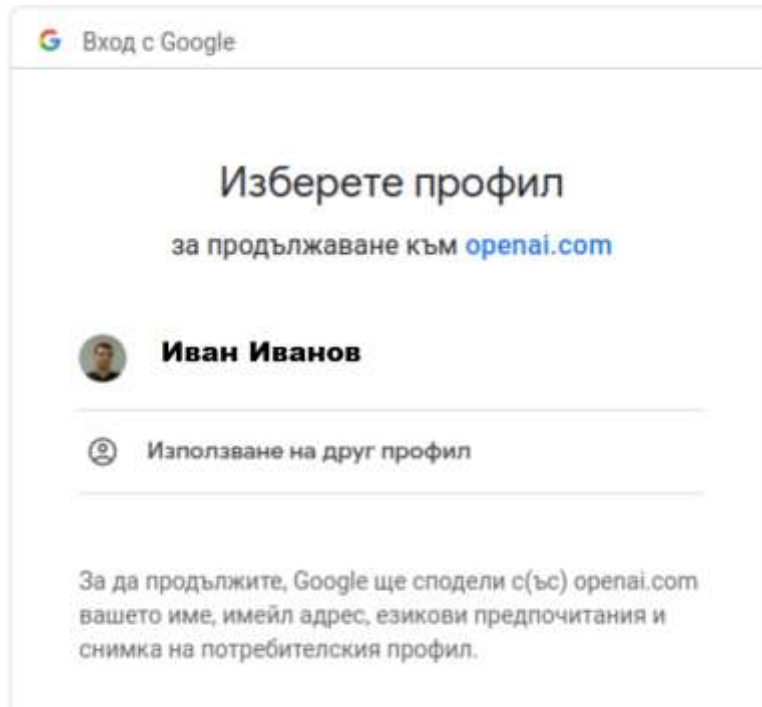 Вход с Google
Изберете профил
за продължаване към openai.com
Иван Иванов
Използване на друг профил
За да продължите, Google ще сподели с(ъс) openai.com
вашето име, имейл адрес, езикови предпочитания и
снимка на потребителския профил.